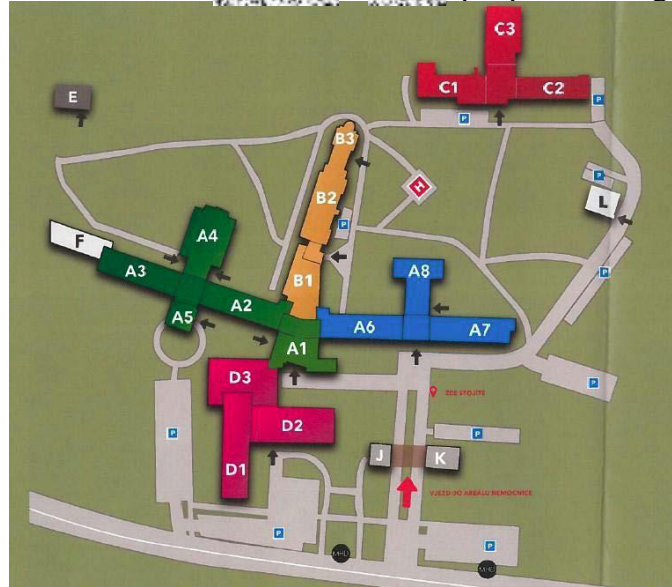 C3
C1
C2
P
P
E
P
B3
B2
H
P
L
P
A4
F
A3
A2
B1
A8
P
A5
A1
A6
A7
P
D3
ZDE STOJÍTE
D2
P
P
J
K
D1
VJEZD DO AREÁLU NEMOCNICE
P
P
MHD